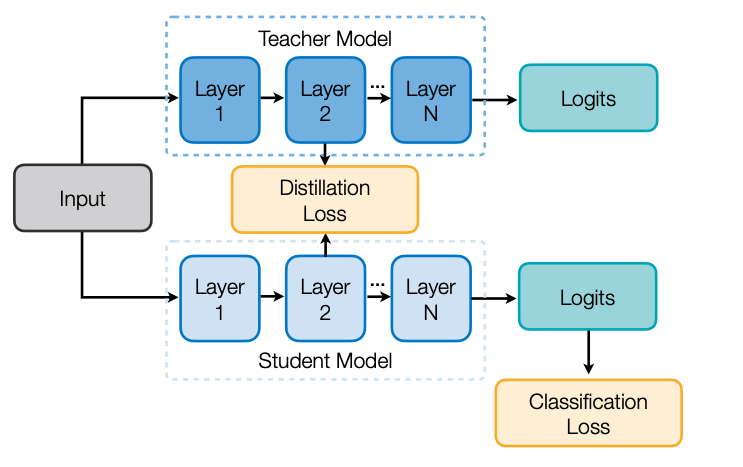 Teacher Model
Layer
1
Layer
2
...
Layer
N
Logits
Input
Distillation
Loss
Layer
1
Layer
2
...
Layer
N
Logits
Student Model
Classification
Loss